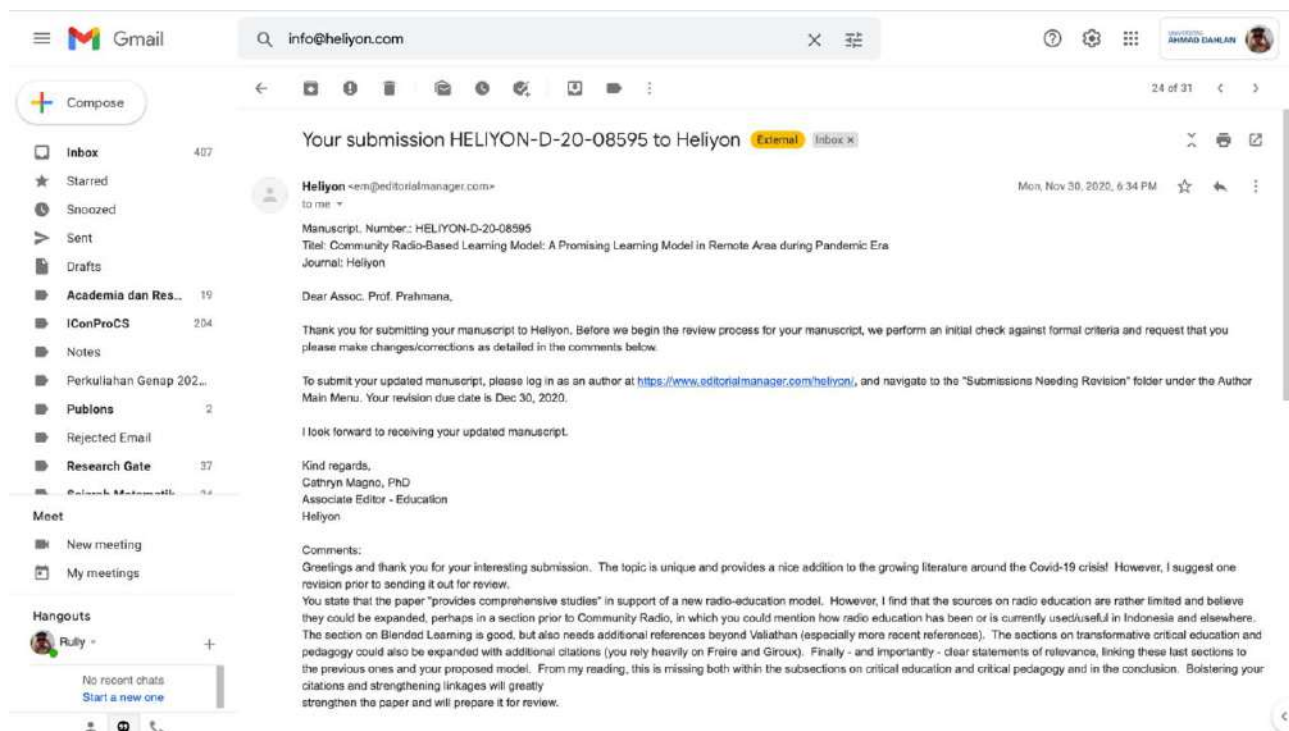 Gmail
info@heliyon.com
UNIVERSITAS
AHMAD DAHLAN
Compose
24 of 31
Inbox 407
Starred
Snoozed
Sent
Drafts
Academia dan Res... 19
IConProCS 204
Notes
Perkuliahan Genap 202...
Publons 2
Rejected Email
Research Gate 37
Sejarah Matematik
Meet
New meeting
My meetings
Hangouts
Rully
No recent chats
Start a new one
Your submission HELIYON-D-20-08595 to Heliyon External Inbox x
Heliyon <em@editorialmanager.com> Mon, Nov 30, 2020, 6:34 PM
to me
Manuscript. Number.: HELIYON-D-20-08595
Titel: Community Radio-Based Learning Model: A Promising Learning Model in Remote Area during Pandemic Era
Journal: Heliyon
Dear Assoc. Prof. Prahmana,
Thank you for submitting your manuscript to Heliyon. Before we begin the review process for your manuscript, we perform an initial check against formal criteria and request that you
please make changes/corrections as detailed in the comments below.
To submit your updated manuscript, please log in as an author at https://www.editorialmanager.com/heliyon/, and navigate to the "Submissions Needing Revision" folder under the Author
Main Menu. Your revision due date is Dec 30, 2020.
I look forward to receiving your updated manuscript.
Kind regards,
Cathryn Magno, PhD
Associate Editor - Education
Heliyon
Comments:
Greetings and thank you for your interesting submission. The topic is unique and provides a nice addition to the growing literature around the Covid-19 crisis! However, I suggest one
revision prior to sending it out for review.
You state that the paper "provides comprehensive studies" in support of a new radio-education model. However, I find that the sources on radio education are rather limited and believe
they could be expanded, perhaps in a section prior to Community Radio, in which you could mention how radio education has been or is currently used/useful in Indonesia and elsewhere.
The section on Blended Learning is good, but also needs additional references beyond Valiathan (especially more recent references). The sections on transformative critical education and
pedagogy could also be expanded with additional citations (you rely heavily on Freire and Giroux). Finally - and importantly - clear statements of relevance, linking these last sections to
the previous ones and your proposed model. From my reading, this is missing both within the subsections on critical education and critical pedagogy and in the conclusion. Bolstering your
citations and strengthening linkages will greatly
strengthen the paper and will prepare it for review.